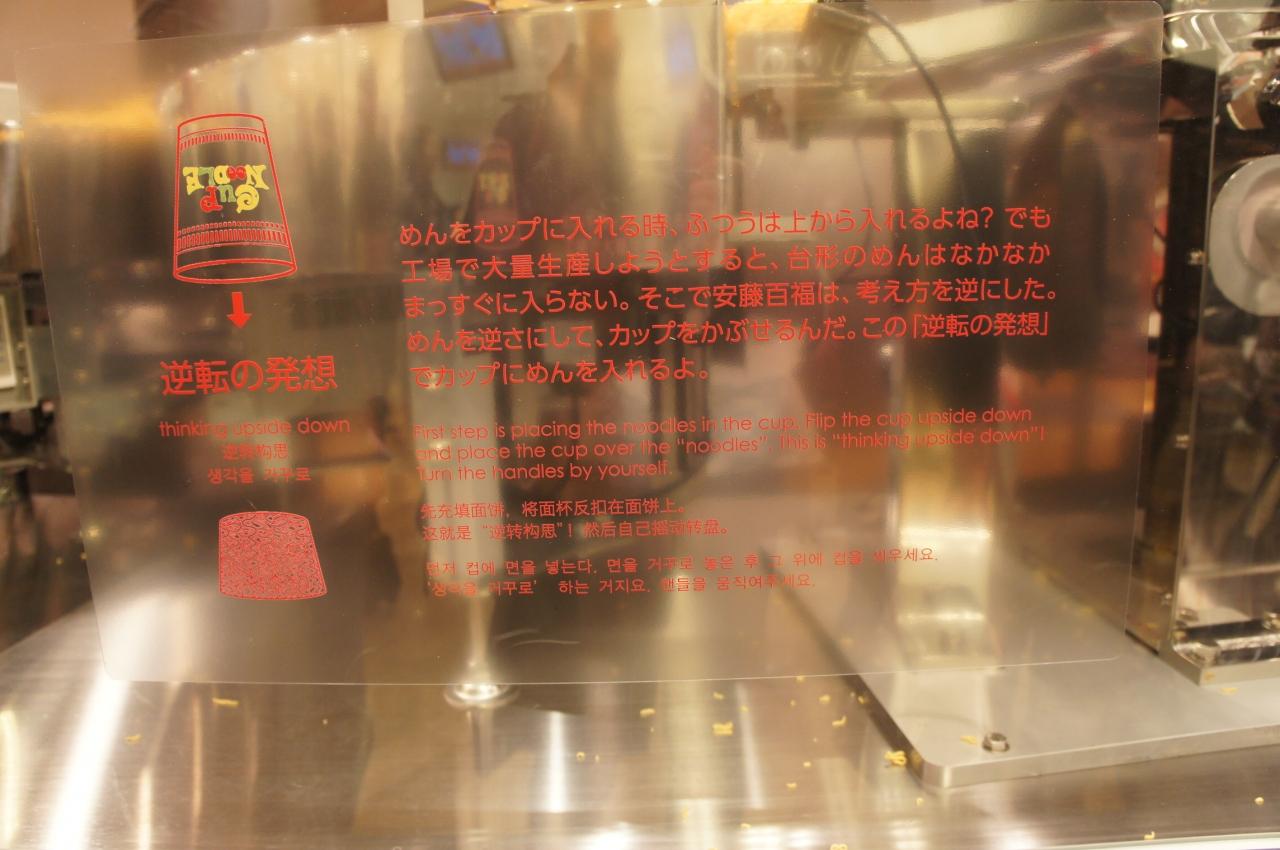 CUP NOODLE
逆転の発想
thinking upside down
逆转构思
생각을 거꾸로
めんをカップに入れる時、ふつうは上から入れるよね? でも
工場で大量生産しようとすると、台形のめんはなかなか
まっすぐに入らない。そこで安藤百福は、考え方を逆にした。
めんを逆さにして、カップをかぶせるんだ。この「逆転の発想」
でカップにめんを入れるよ。
First step is placing the noodles in the cup. Flip the cup upside down
and place the cup over the “noodles”. This is “thinking upside down”!
Turn the handles by yourself.
先充填面饼，将面杯反扣在面饼上。
这就是“逆转构思”！然后自己摇动转盘。
먼저 컵에 면을 넣는다. 면을 거꾸로 놓은 후 그 위에 컵을 씌우세요.
'생각을 거꾸로' 하는 거지요. 핸들을 움직여주세요.